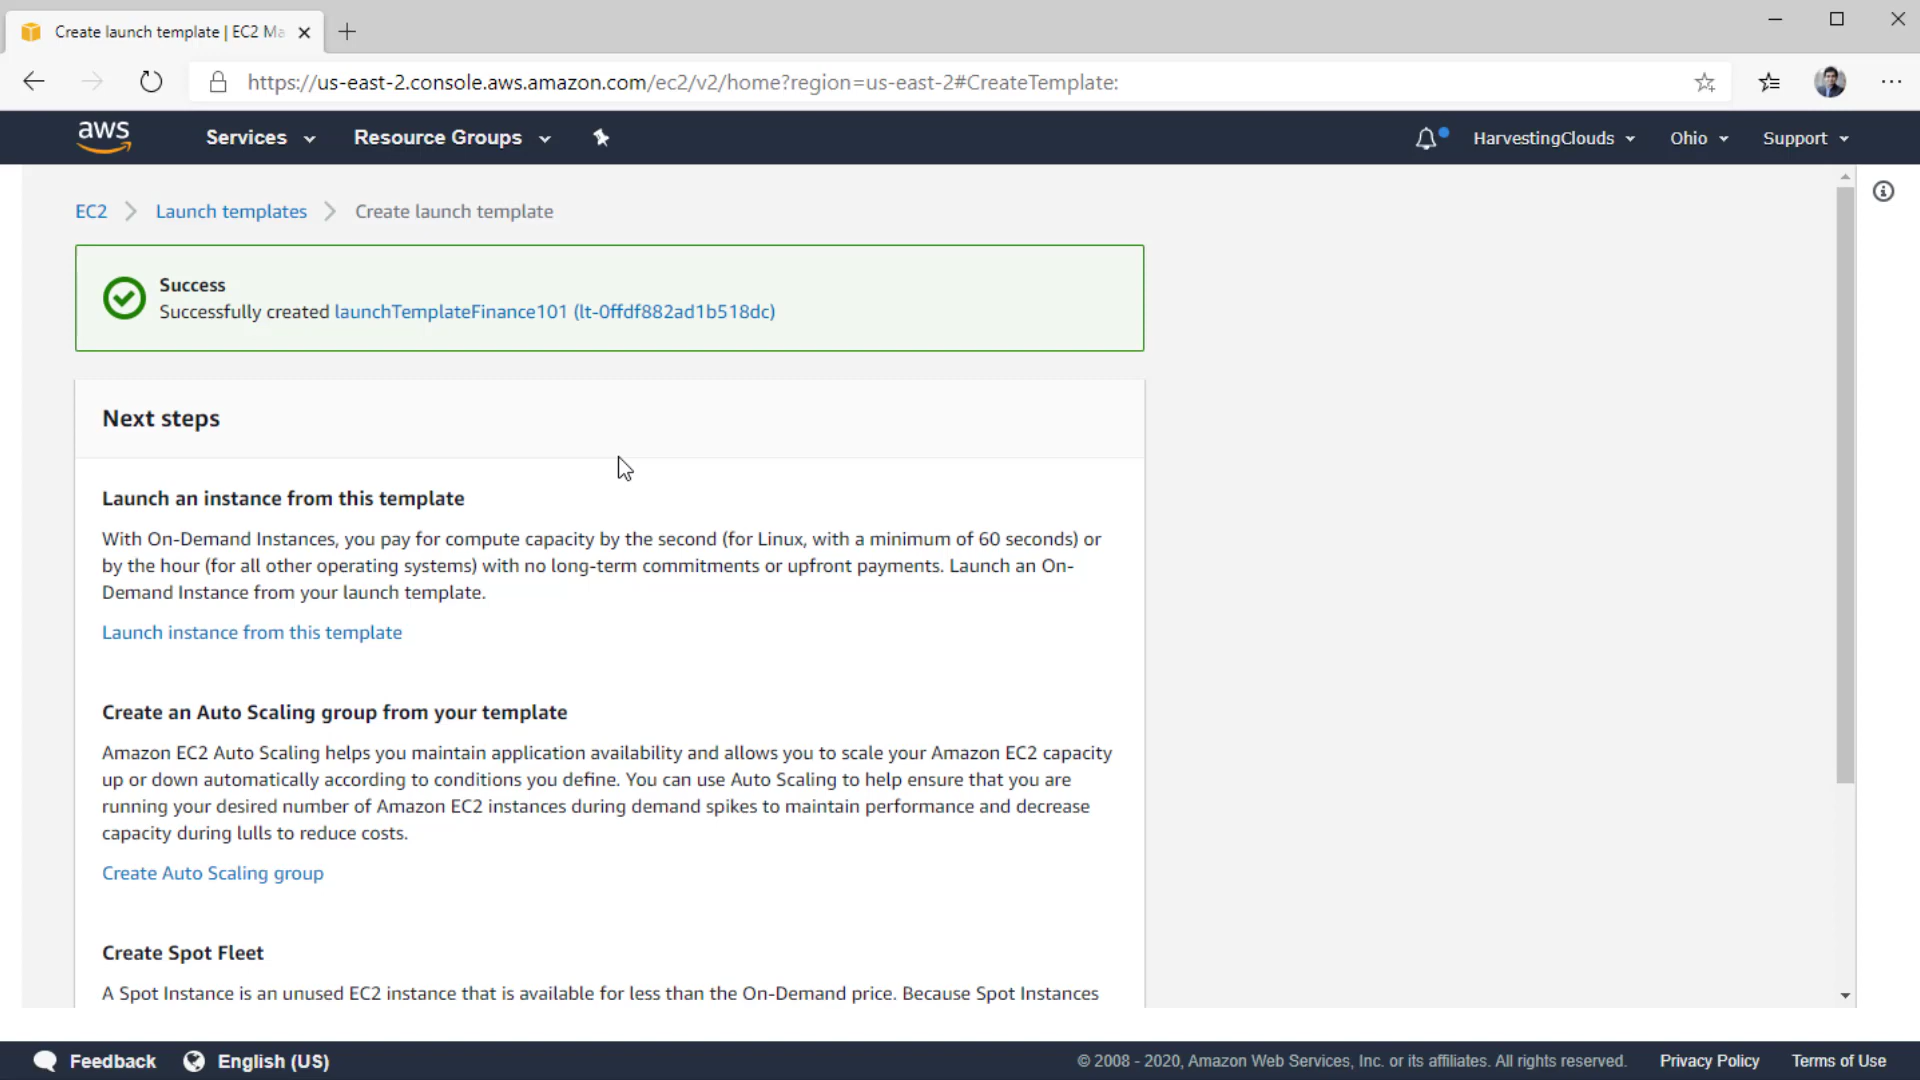 Create launch template | EC2 Ma
https://us-east-2.console.aws.amazon.com/ec2/v2/home?region=us-east-2#CreateTemplate:
aws Services Resource Groups HarvestingClouds Ohio Support
EC2 Launch templates Create launch template
Success
Successfully created launchTemplateFinance101 (lt-0ffdf882ad1b518dc)
Next steps
Launch an instance from this template
With On-Demand Instances, you pay for compute capacity by the second (for Linux, with a minimum of 60 seconds) or
by the hour (for all other operating systems) with no long-term commitments or upfront payments. Launch an On-
Demand Instance from your launch template.
Launch instance from this template
Create an Auto Scaling group from your template
Amazon EC2 Auto Scaling helps you maintain application availability and allows you to scale your Amazon EC2 capacity
up or down automatically according to conditions you define. You can use Auto Scaling to help ensure that you are
running your desired number of Amazon EC2 instances during demand spikes to maintain performance and decrease
capacity during lulls to reduce costs.
Create Auto Scaling group
Create Spot Fleet
A Spot Instance is an unused EC2 instance that is available for less than the On-Demand price. Because Spot Instances
Feedback English (US) © 2008 - 2020, Amazon Web Services, Inc. or its affiliates. All rights reserved. Privacy Policy Terms of Use